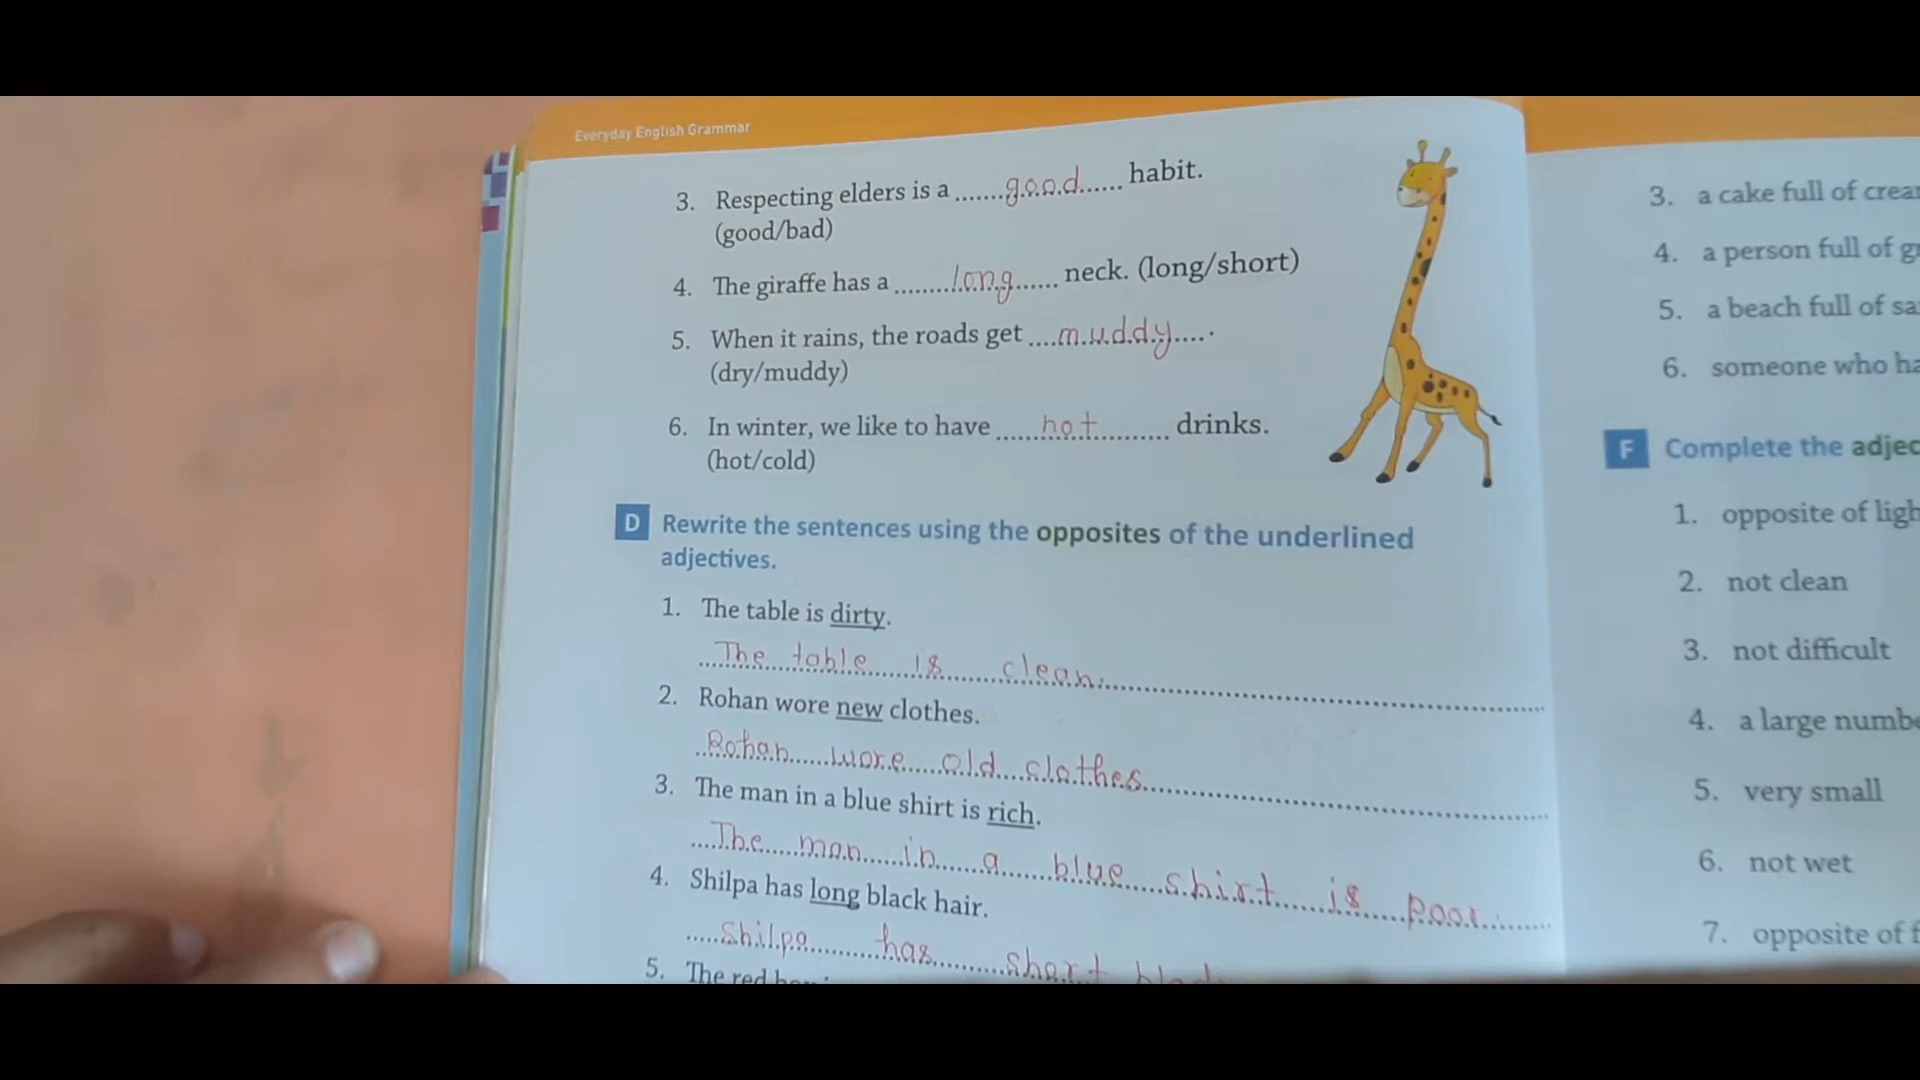 Everyday English Grammar
3. Respecting elders is a .......good...... habit.
(good/bad)
4. The giraffe has a ........long...... neck. (long/short)
5. When it rains, the roads get ....muddy.... .
(dry/muddy)
6. In winter, we like to have ......hot.......... drinks.
(hot/cold)
D Rewrite the sentences using the opposites of the underlined
adjectives.
1. The table is dirty.
The table is clean.
2. Rohan wore new clothes.
Rohan wore old clothes
3. The man in a blue shirt is rich.
The man in a blue shirt is poor.
4. Shilpa has long black hair.
Shilpa has short
5. The red
3. a cake full of
4. a person full of
5. a beach full of
6. someone who
F Complete the
1. opposite of
2. not clean
3. not difficult
4. a large
5. very small
6. not wet
7. opposite of